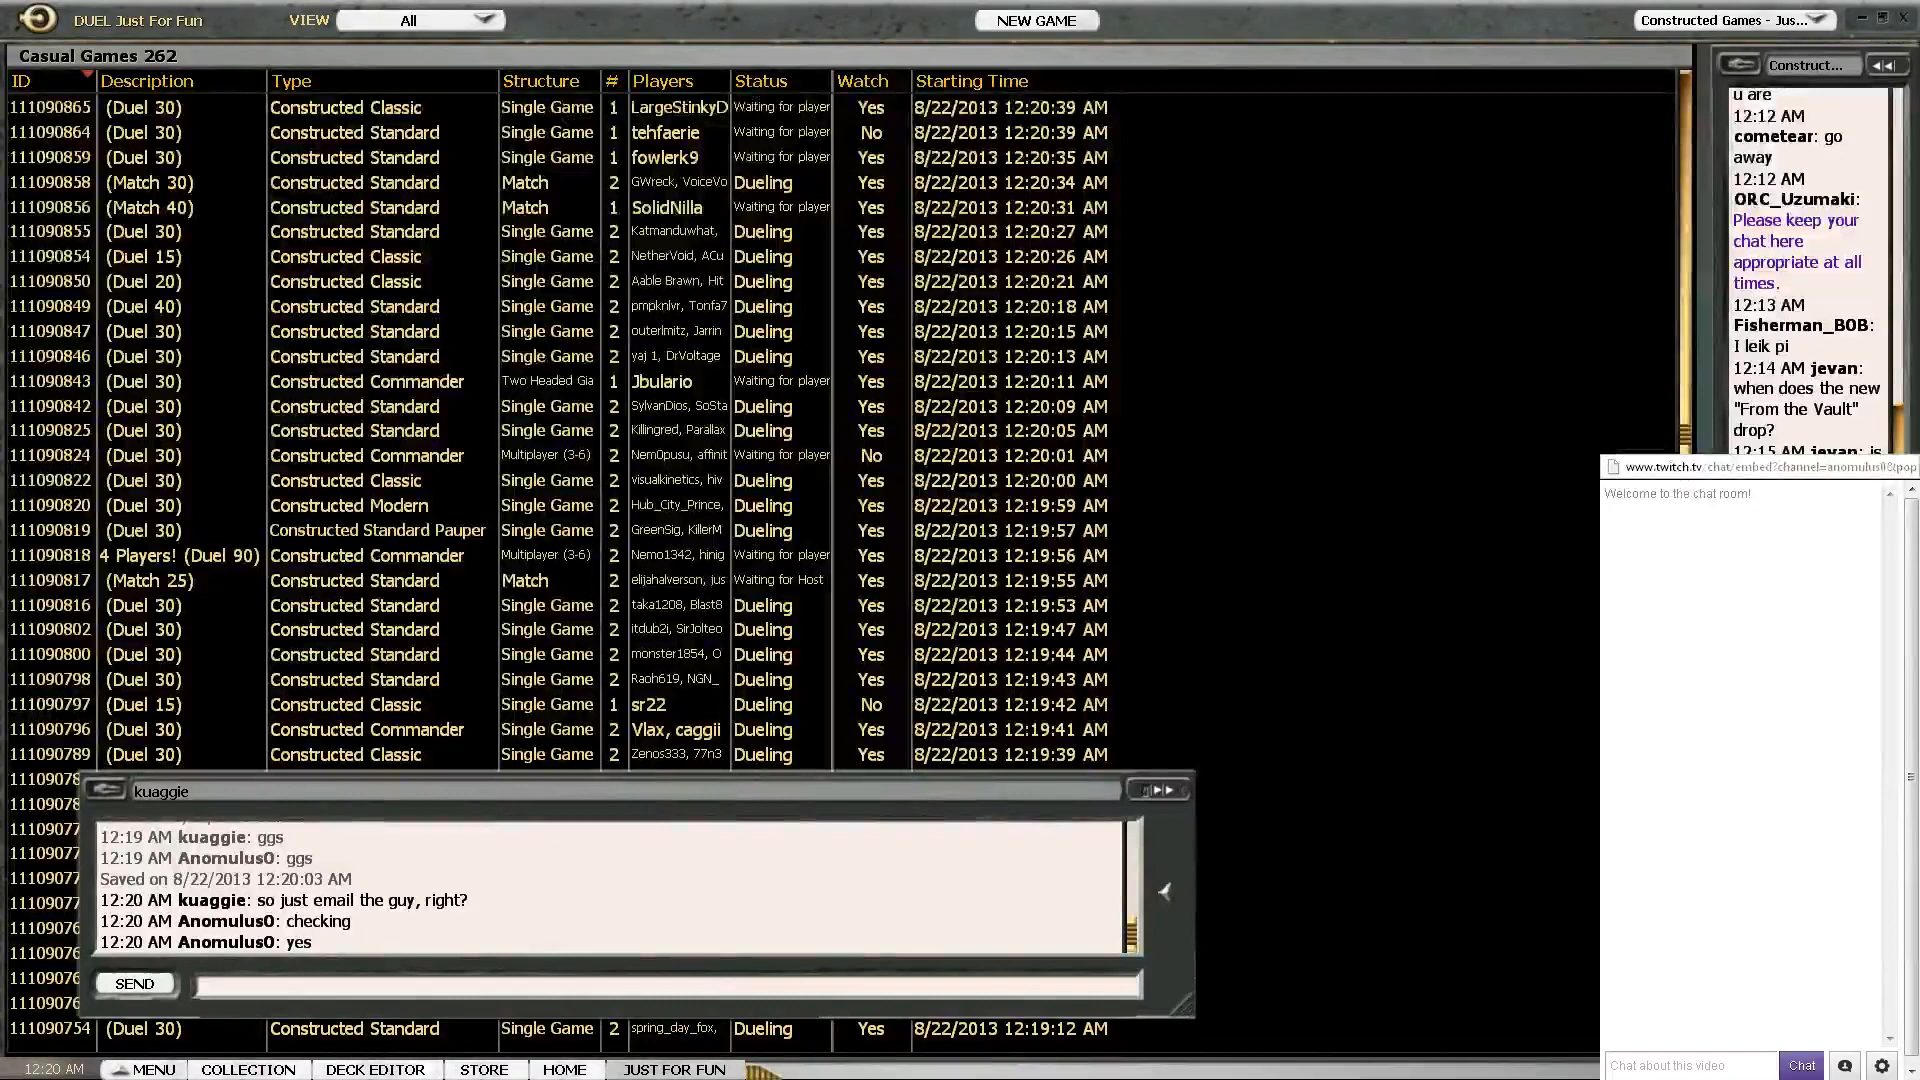 DUEL Just For Fun VIEW All NEW GAME Constructed Games - Jus...
Casual Games 262
ID Description Type Structure # Players Status Watch Starting Time
111090865 (Duel 30) Constructed Classic Single Game 1 LargeStinkyD Waiting for player Yes 8/22/2013 12:20:39 AM
111090864 (Duel 30) Constructed Standard Single Game 1 tehfaerie Waiting for player No 8/22/2013 12:20:39 AM
111090859 (Duel 30) Constructed Standard Single Game 1 fowlerk9 Waiting for player Yes 8/22/2013 12:20:35 AM
111090858 (Match 30) Constructed Standard Match 2 GWreck, VoiceVo Dueling Yes 8/22/2013 12:20:34 AM
111090856 (Match 40) Constructed Standard Match 1 SolidNilla Waiting for player Yes 8/22/2013 12:20:31 AM
111090855 (Duel 30) Constructed Standard Single Game 2 Katmanduwhat, Dueling Yes 8/22/2013 12:20:27 AM
111090854 (Duel 15) Constructed Classic Single Game 2 NetherVoid, ACu Dueling Yes 8/22/2013 12:20:26 AM
111090850 (Duel 20) Constructed Classic Single Game 2 Aable Brawn, Hit Dueling Yes 8/22/2013 12:20:21 AM
111090849 (Duel 40) Constructed Standard Single Game 2 pmpknlvr, Tonfa7 Dueling Yes 8/22/2013 12:20:18 AM
111090847 (Duel 30) Constructed Standard Single Game 2 outerlmitz, Jarrin Dueling Yes 8/22/2013 12:20:15 AM
111090846 (Duel 30) Constructed Standard Single Game 2 yaj 1, DrVoltage Dueling Yes 8/22/2013 12:20:13 AM
111090843 (Duel 30) Constructed Commander Two Headed Gia 1 Jbulario Waiting for player Yes 8/22/2013 12:20:11 AM
111090842 (Duel 30) Constructed Standard Single Game 2 SylvanDios, SoSta Dueling Yes 8/22/2013 12:20:09 AM
111090825 (Duel 30) Constructed Standard Single Game 2 Killingred, Parallax Dueling Yes 8/22/2013 12:20:05 AM
111090824 (Duel 30) Constructed Commander Multiplayer (3-6) 2 Nem0pusu, affinit Waiting for player No 8/22/2013 12:20:01 AM
111090822 (Duel 30) Constructed Classic Single Game 2 visualkinetics, hiv Dueling Yes 8/22/2013 12:20:00 AM
111090820 (Duel 30) Constructed Modern Single Game 2 Hub_City_Prince, Dueling Yes 8/22/2013 12:19:59 AM
111090819 (Duel 30) Constructed Standard Pauper Single Game 2 GreenSig, KillerM Dueling Yes 8/22/2013 12:19:57 AM
111090818 4 Players! (Duel 90) Constructed Commander Multiplayer (3-6) 2 Nemo1342, hinig Waiting for player Yes 8/22/2013 12:19:56 AM
111090817 (Match 25) Constructed Standard Match 2 elijahalverson, jus Waiting for Host Yes 8/22/2013 12:19:55 AM
111090816 (Duel 30) Constructed Standard Single Game 2 taka1208, Blast8 Dueling Yes 8/22/2013 12:19:53 AM
111090802 (Duel 30) Constructed Standard Single Game 2 itdub2i, SirJolteo Dueling Yes 8/22/2013 12:19:47 AM
111090800 (Duel 30) Constructed Standard Single Game 2 monster1854, O Dueling Yes 8/22/2013 12:19:44 AM
111090798 (Duel 30) Constructed Standard Single Game 2 Raoh619, NGN_ Dueling Yes 8/22/2013 12:19:43 AM
111090797 (Duel 15) Constructed Classic Single Game 1 sr22 Dueling No 8/22/2013 12:19:42 AM
111090796 (Duel 30) Constructed Commander Single Game 2 Vlax, caggii Dueling Yes 8/22/2013 12:19:41 AM
111090789 (Duel 30) Constructed Classic Single Game 2 Zenos333, 77n3 Dueling Yes 8/22/2013 12:19:39 AM
11109078
11109078
11109077
11109077
11109077
11109077
11109076
11109076
11109076
11109076
111090754 (Duel 30) Constructed Standard Single Game 2 spring_day_fox, Dueling Yes 8/22/2013 12:19:12 AM
kuaggie
12:19 AM kuaggie: ggs
12:19 AM Anomulus0: ggs
Saved on 8/22/2013 12:20:03 AM
12:20 AM kuaggie: so just email the guy, right?
12:20 AM Anomulus0: checking
12:20 AM Anomulus0: yes
SEND
Construct...
u are
12:12 AM
cometear: go
away
12:12 AM
ORC_Uzumaki:
Please keep your
chat here
appropriate at all
times.
12:13 AM
Fisherman_BOB:
I leik pi
12:14 AM jevan:
when does the new
"From the Vault"
drop?
12:15 AM jevan: is
www.twitch.tv/chat/embed?channel=anomulus0&pop
Welcome to the chat room!
Chat about this video Chat
12:20 AM MENU COLLECTION DECK EDITOR STORE HOME JUST FOR FUN